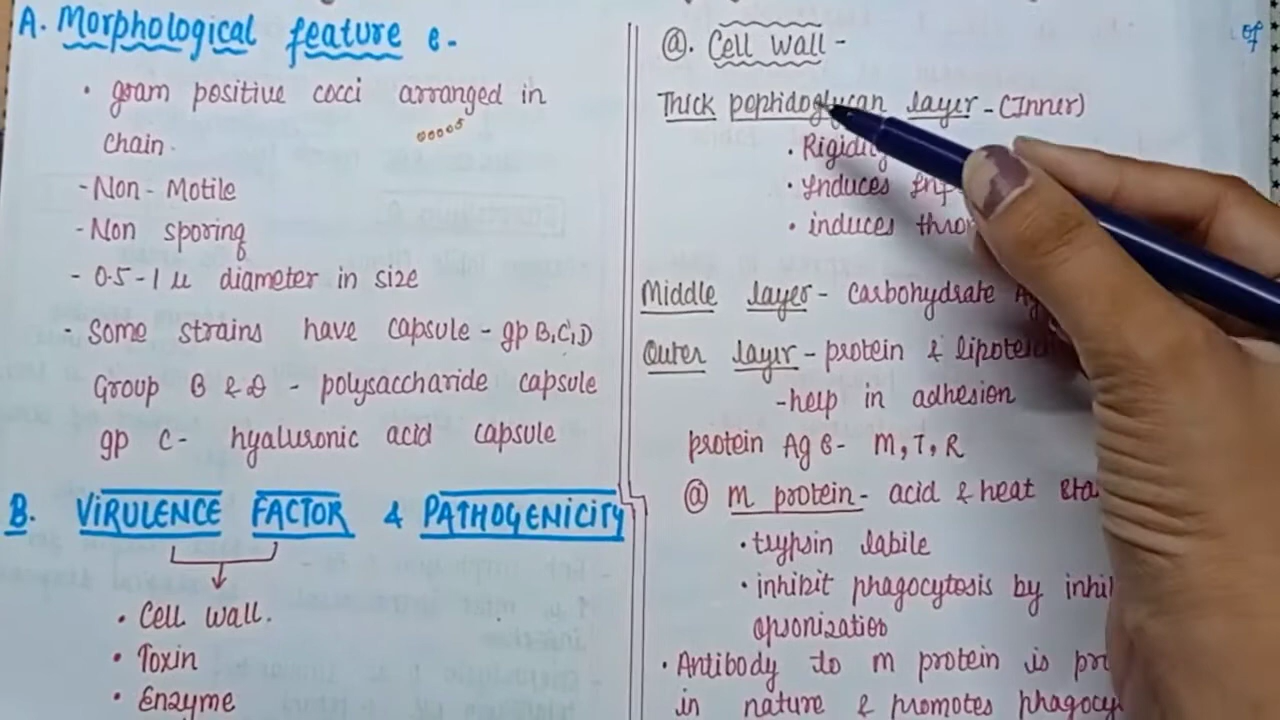 A. Morphological feature :-
• gram positive cocci arranged in
chain.
- Non-Motile
- Non sporing
- 0.5-1 µ diameter in size
- Some strains have capsule - gp B,C,D
Group B & D - polysaccharide capsule
gp C- hyaluronic acid capsule
B. VIRULENCE FACTOR & PATHOGENICITY
• Cell wall.
• Toxin
• Enzyme
@. Cell wall -
Thick peptidoglycan layer - (Inner)
• Rigidity
• Induces
• induces
Middle layer - Carbohydrate
Outer layer - protein &
-help in adhesion
protein Ag :- M, T, R
@ M protein - acid & heat
• trypsin labile
• inhibit phagocytosis by
opsonization
• Antibody to M protein is
in nature & promotes